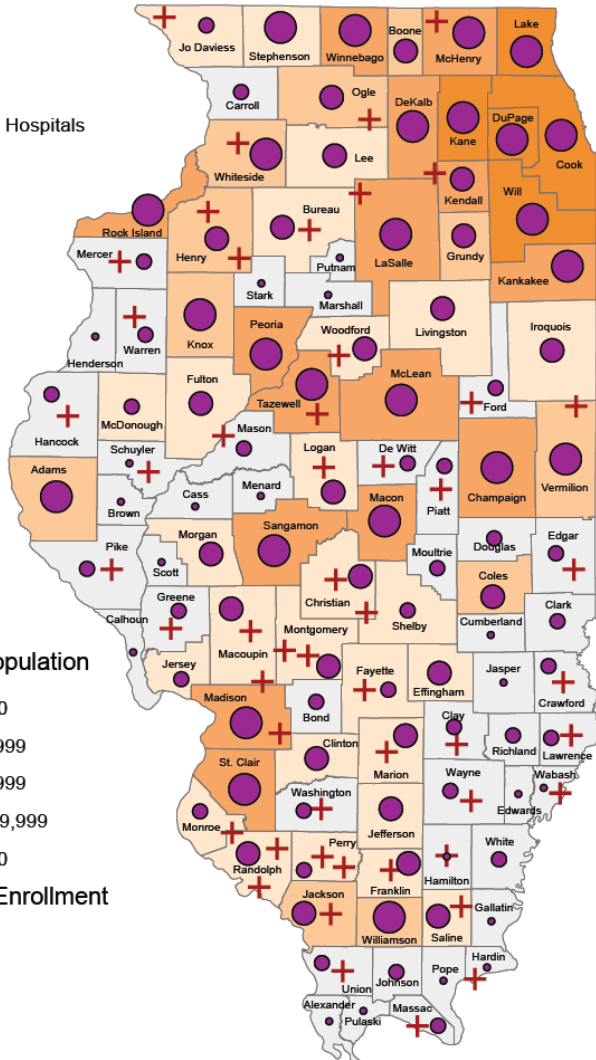 Lake
Boone
Jo Daviess
Stephenson
Winnebago
McHenry
Hospitals
Carroll
Ogle
DeKalb
Kane
DuPage
Cook
Whiteside
Lee
Kendall
Will
Rock Island
Bureau
Henry
LaSalle
Grundy
Mercer
Putnam
Kankakee
Stark
Marshall
Peoria
Woodford
Livingston
Iroquois
Knox
Warren
Henderson
Fulton
McLean
Tazewell
Ford
McDonough
Mason
Hancock
Schuyler
Logan
De Witt
Adams
Menard
Cass
Brown
Macon
Piatt
Champaign
Vermilion
Sangamon
Morgan
Pike
Scott
Moultrie
Douglas
Edgar
Coles
Greene
Christian
Calhoun
Shelby
Cumberland
Clark
Montgomery
Macoupin
opulation
Jersey
Fayette
Effingham
Jasper
Crawford
Madison
0
Bond
Clay
999
Clinton
Richland
Lawrence
St. Clair
Marion
Wayne
Wabash
999
Washington
Edwards
9,999
Monroe
Jefferson
Perry
White
0
Randolph
Franklin
Hamilton
Enrollment
Jackson
Gallatin
Williamson
Saline
Hardin
Union
Johnson
Pope
Alexander
Pulaski
Massac